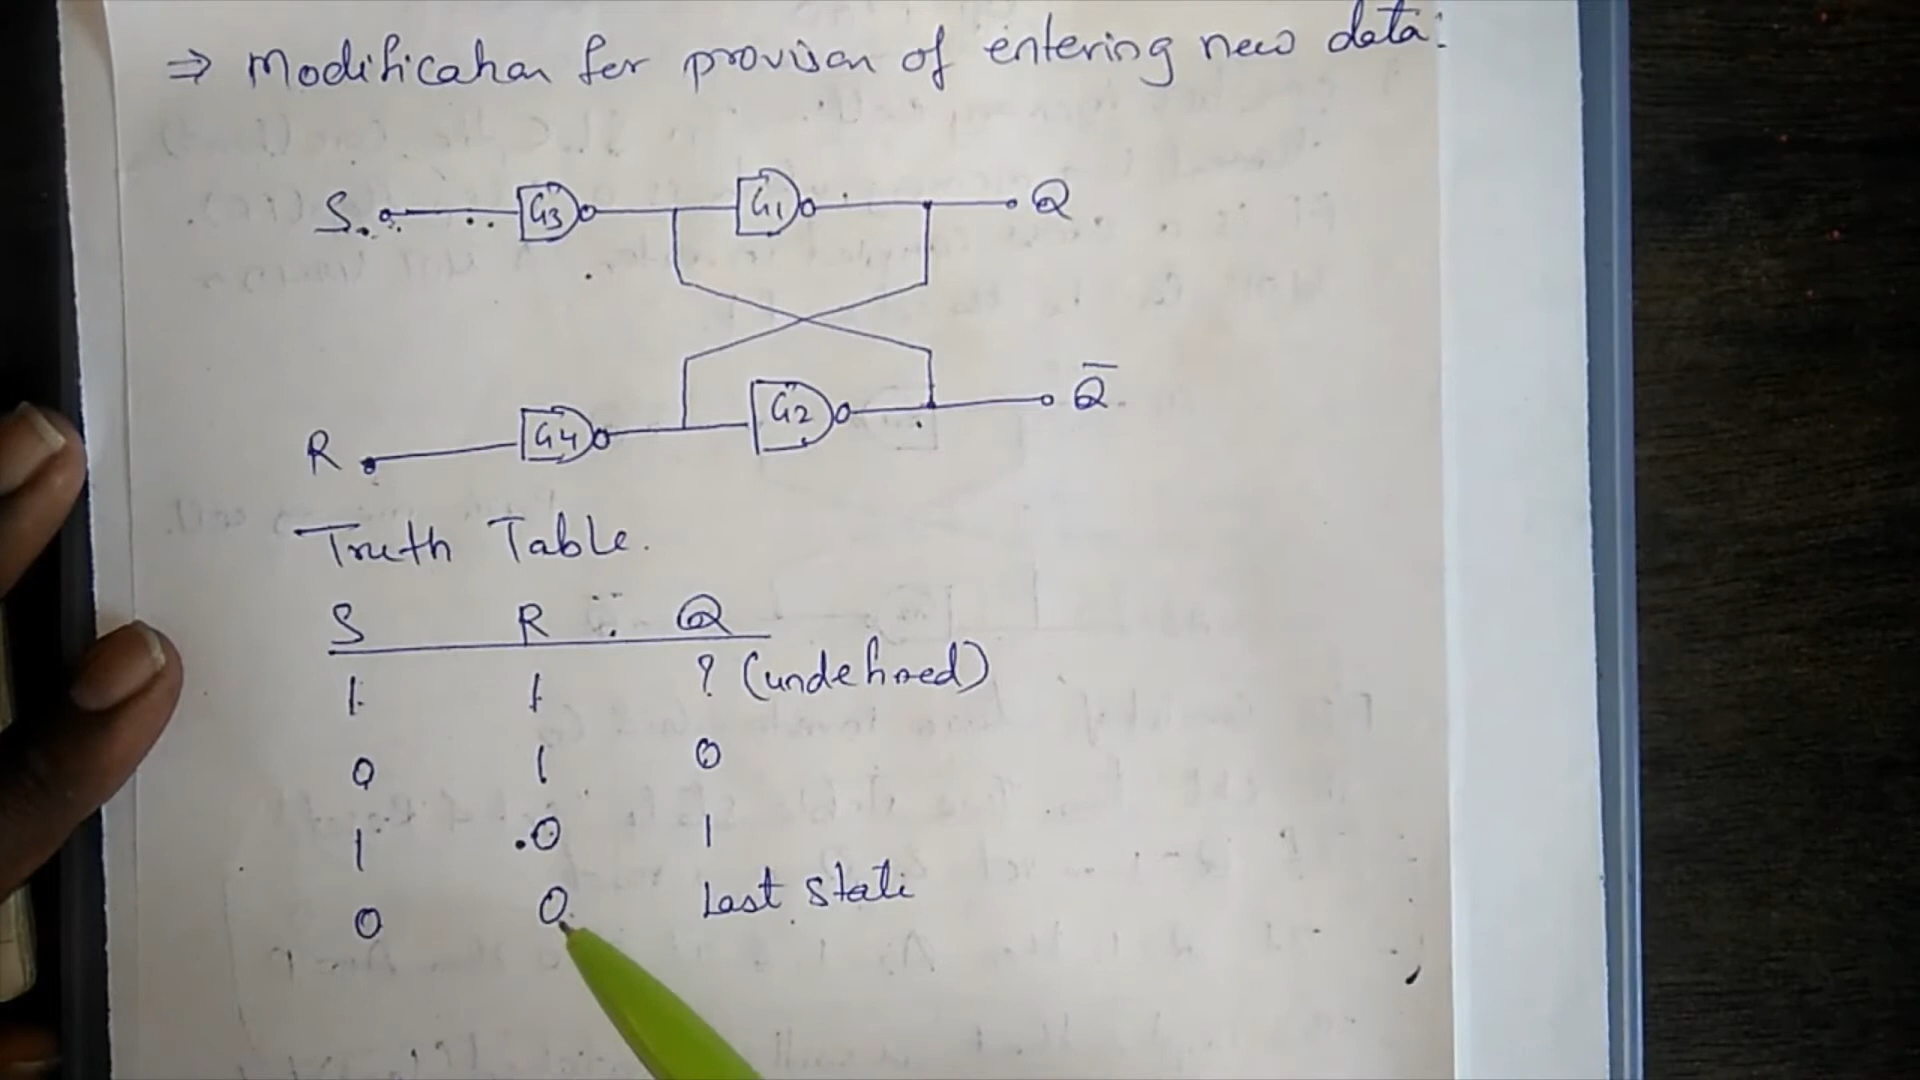 ⇒ Modification for provison of entering new data:
S G3 G1 Q
R G4 G2 Q̅
Truth Table.
S R Q
1 1 ? (undefined)
0 1 0
1 0 1
0 0 Last State